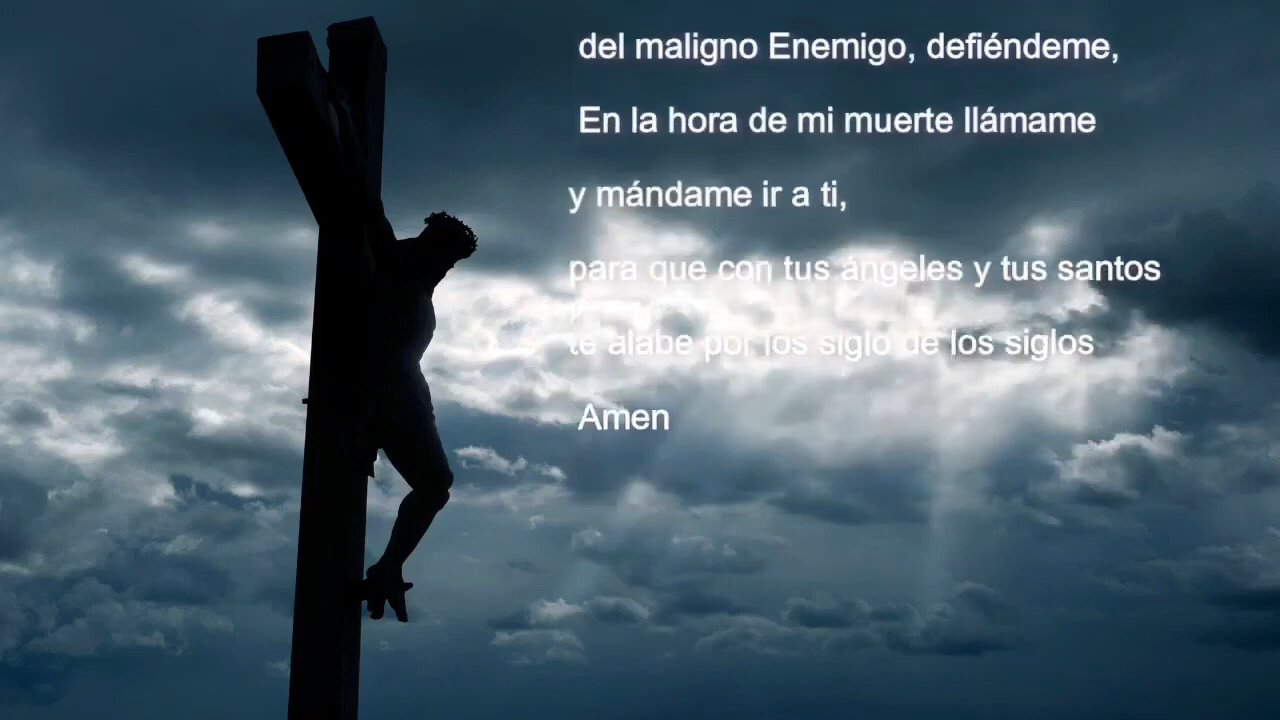 del maligno Enemigo, defiéndeme,
En la hora de mi muerte llámame
y mándame ir a ti,
para que con tus ángeles y tus santos
te alabe por los siglo de los siglos
Amen